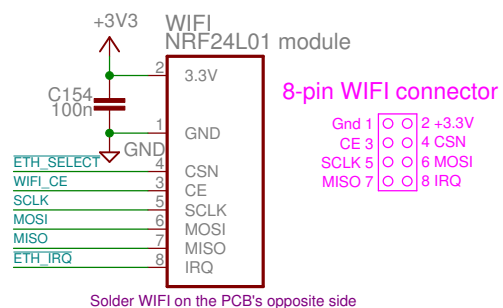 +3V3
WIFI
NRF24L01 module
C154
100n
2 3.3V
1 GND
GND
ETH_SELECT 4 CSN
WIFI_CE 3 CE
SCLK 5 SCLK
MOSI 6 MOSI
MISO 7 MISO
ETH_IRQ 8 IRQ
8-pin WIFI connector
Gnd 1 2 +3.3V
CE 3 4 CSN
SCLK 5 6 MOSI
MISO 7 8 IRQ
Solder WIFI on the PCB's opposite side